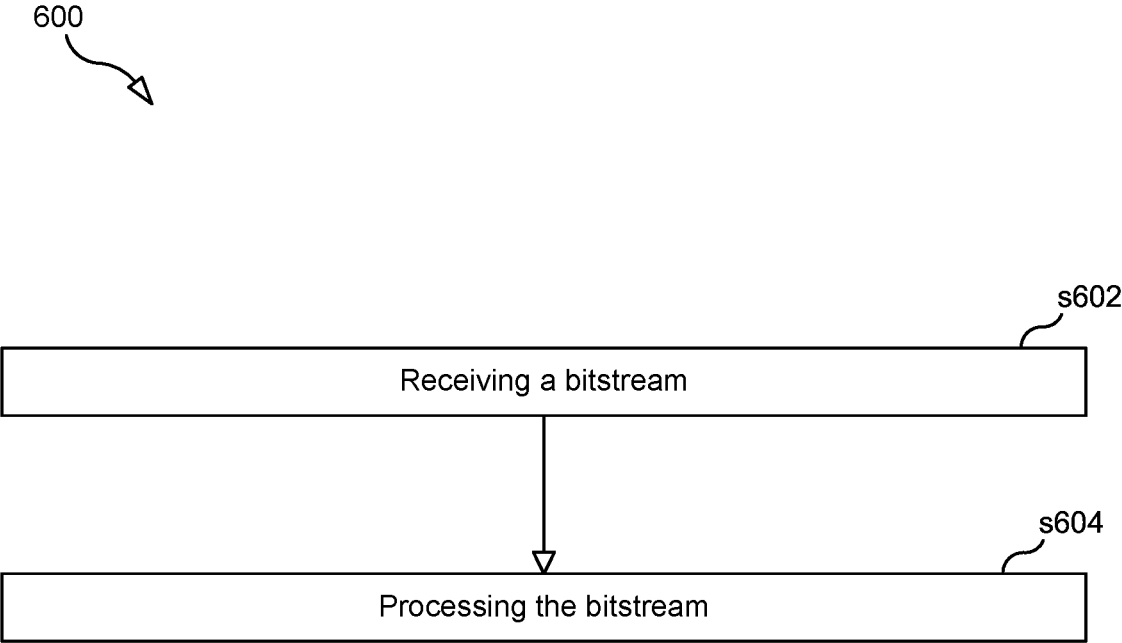 600
s602
Receiving a bitstream
s604
Processing the bitstream